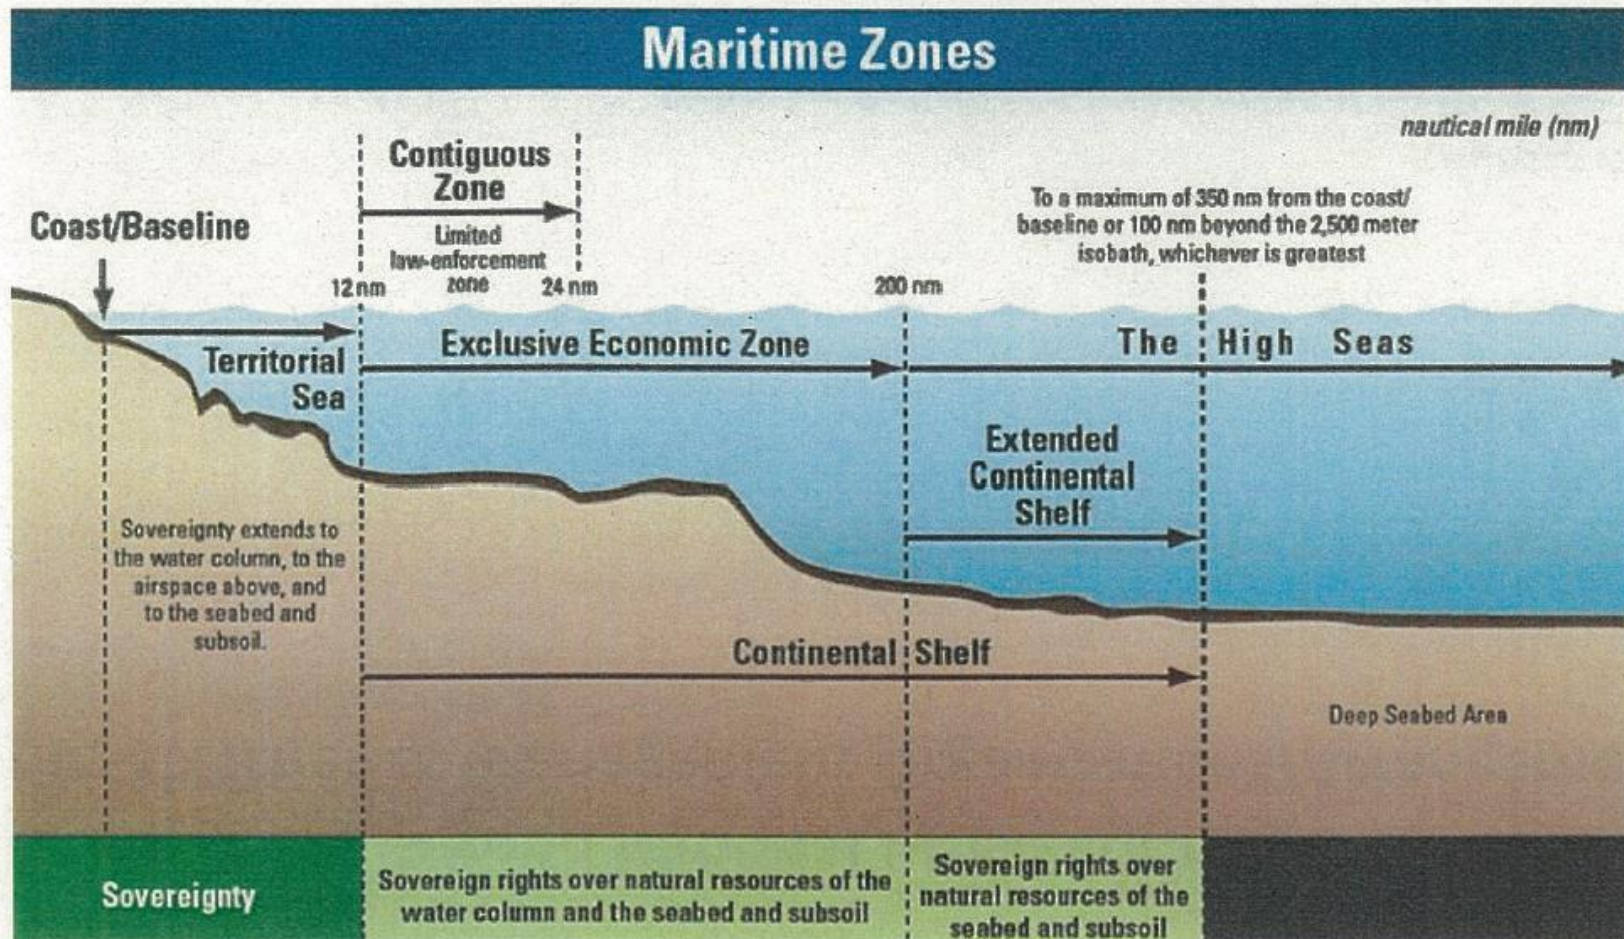 Maritime Zones
nautical mile (nm)
Contiguous
Zone
Limited
law-enforcement
zone
Coast/Baseline
12 nm
24 nm
200 nm
To a maximum of 350 nm from the coast/
baseline or 100 nm beyond the 2,500 meter
isobath, whichever is greatest
Territorial
Sea
Exclusive Economic Zone
The High Seas
Extended
Continental
Shelf
Sovereignty extends to
the water column, to the
airspace above, and
to the seabed and
subsoil.
Continental Shelf
Deep Seabed Area
Sovereignty
Sovereign rights over natural resources of the
water column and the seabed and subsoil
Sovereign rights over
natural resources of the
seabed and subsoil